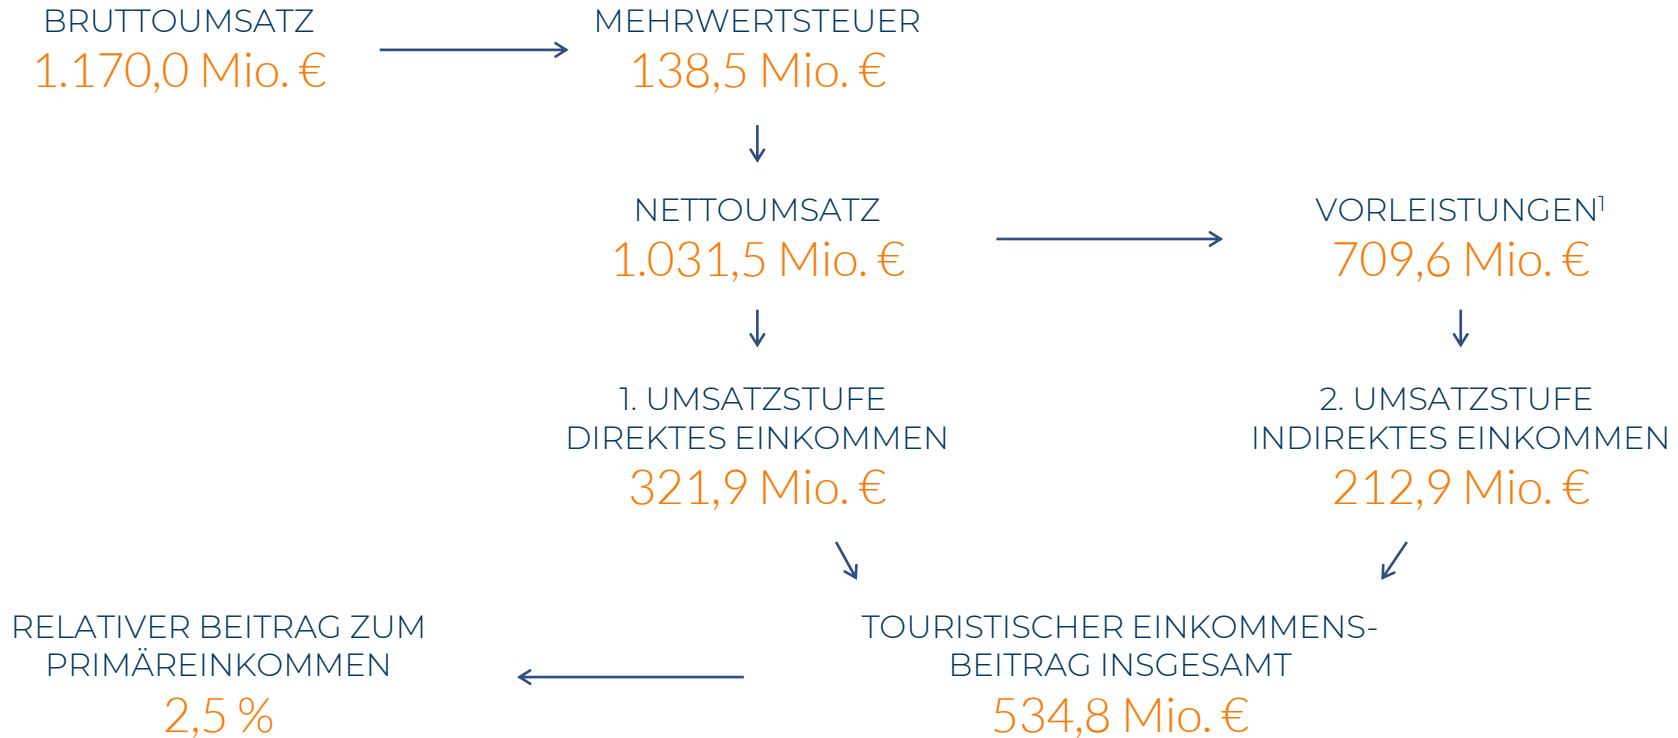 BRUTTOUMSATZ
1.170,0 Mio. €
MEHRWERTSTEUER
138,5 Mio. €
NETTOUMSATZ
1.031,5 Mio. €
VORLEISTUNGEN¹
709,6 Mio. €
1. UMSATZSTUFE
DIREKTES EINKOMMEN
321,9 Mio. €
2. UMSATZSTUFE
INDIREKTES EINKOMMEN
212,9 Mio. €
RELATIVER BEITRAG ZUM
PRIMÄREINKOMMEN
2,5 %
TOURISTISCHER EINKOMMENS-
BEITRAG INSGESAMT
534,8 Mio. €